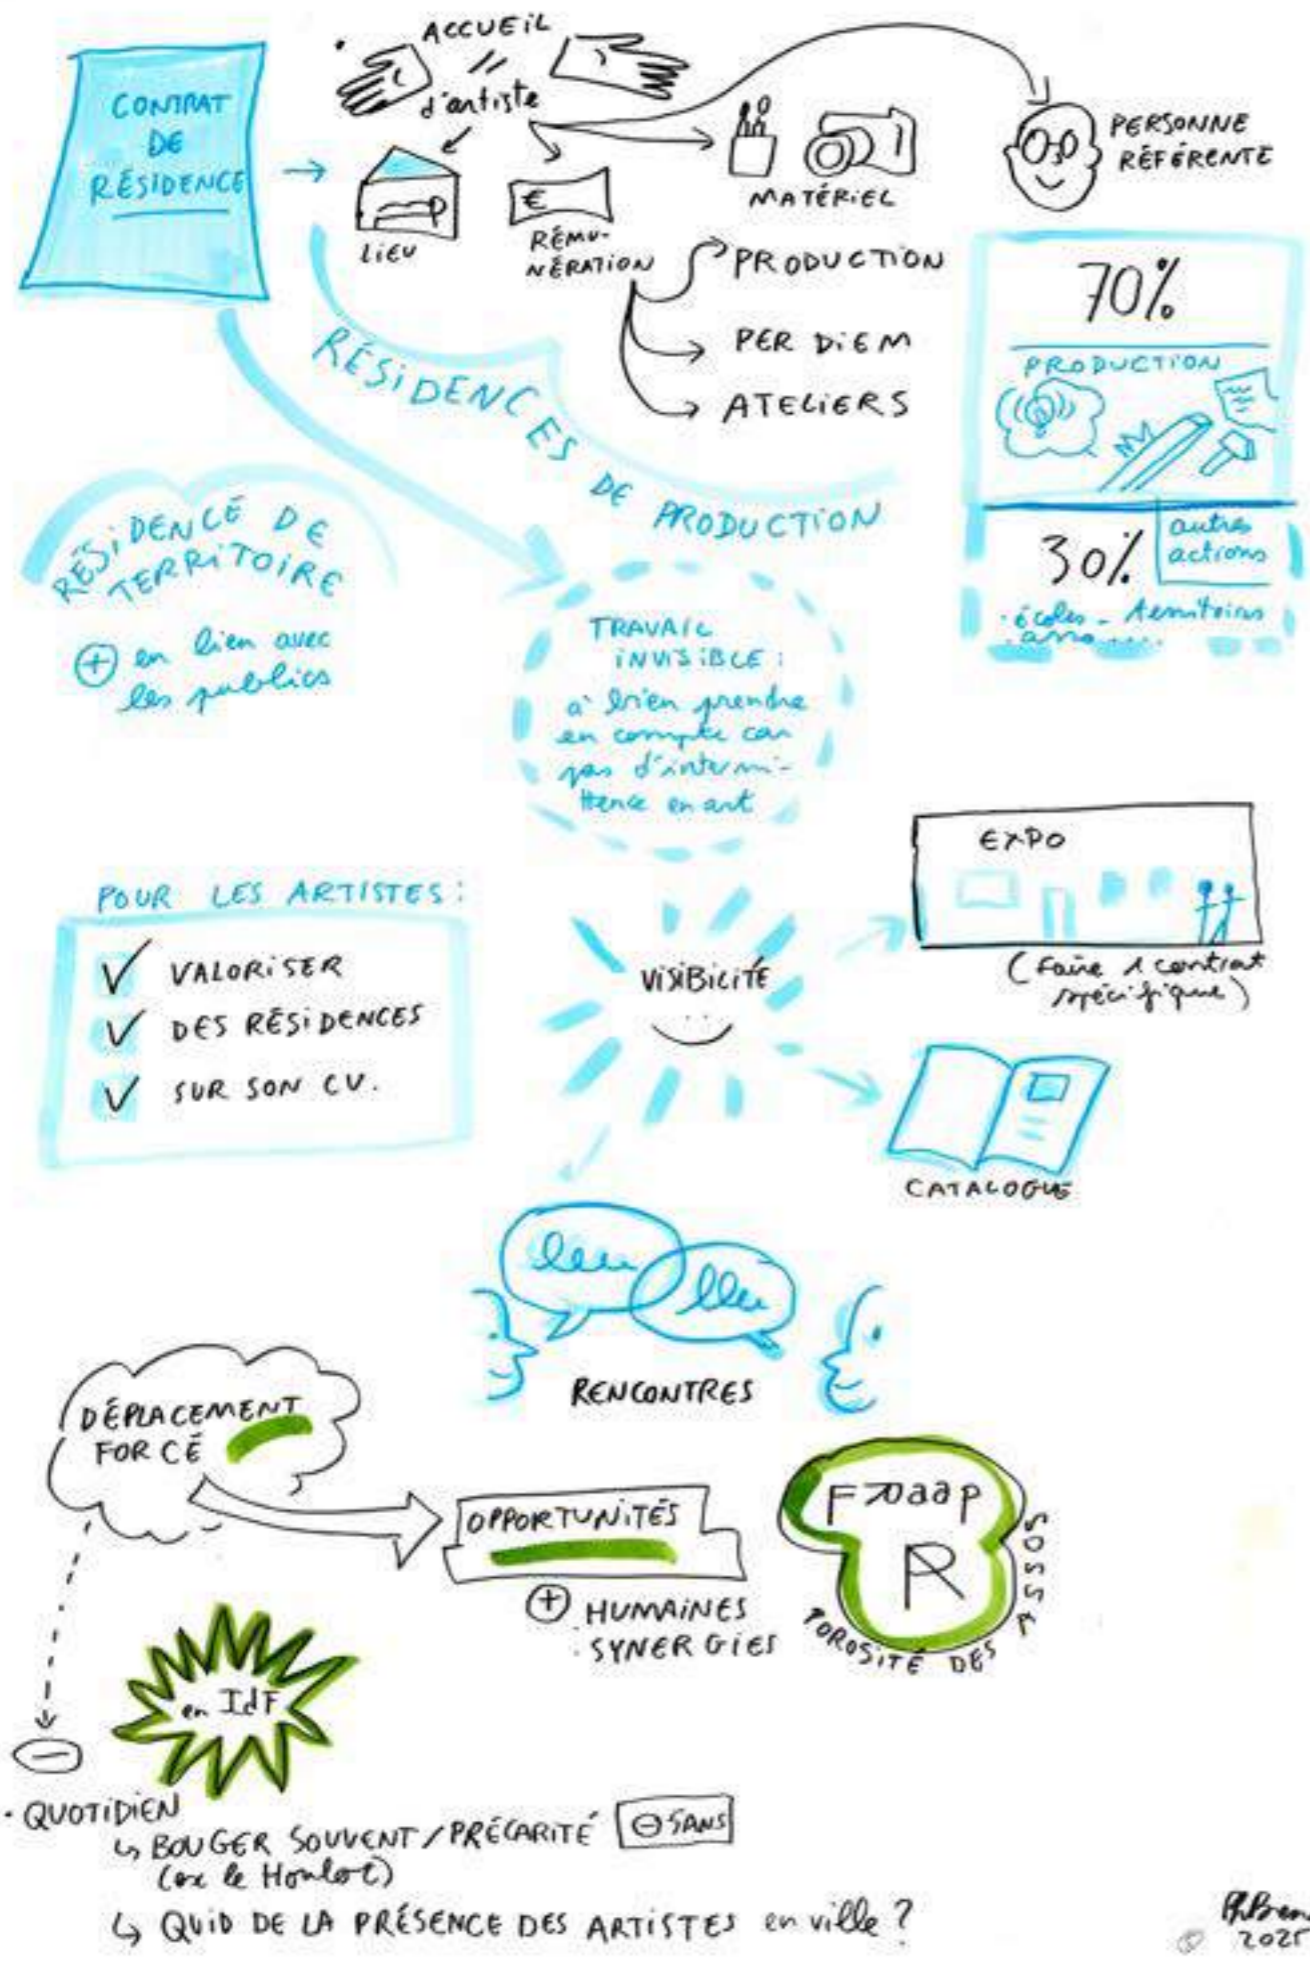 CONTRAT
DE
RÉSIDENCE
ACCUEIL
d'artiste
LIEU
€
RÉMU-
NÉRATION
MATÉRIEL
PERSONNE
RÉFÉRENTE
PRODUCTION
PER DIEM
ATELIERS
70%
PRODUCTION
30%
autres
actions
écoles - territoires
asso.....
RÉSIDENCES DE PRODUCTION
RÉSIDENCE DE
TERRITOIRE
+ en lien avec
les publics
TRAVAIL
INVISIBLE :
à bien prendre
en compte car
pas d'intermi-
ttence en art
POUR LES ARTISTES :
✓ VALORISER
✓ DES RÉSIDENCES
✓ SUR SON CV.
VISIBILITÉ
EXPO
(faire 1 contrat
spécifique)
CATALOGUE
RENCONTRES
DÉPLACEMENT
FORCÉ
OPPORTUNITÉS
+ HUMAINES
. SYNERGIES
R
POROSITÉ DES ASSOS
en IdF
-
. QUOTIDIEN
↳ BOUGER SOUVENT / PRÉCARITÉ
⊖ SANS
(ex le Houloc)
↳ QUID DE LA PRÉSENCE DES ARTISTES en ville ?
© 2025